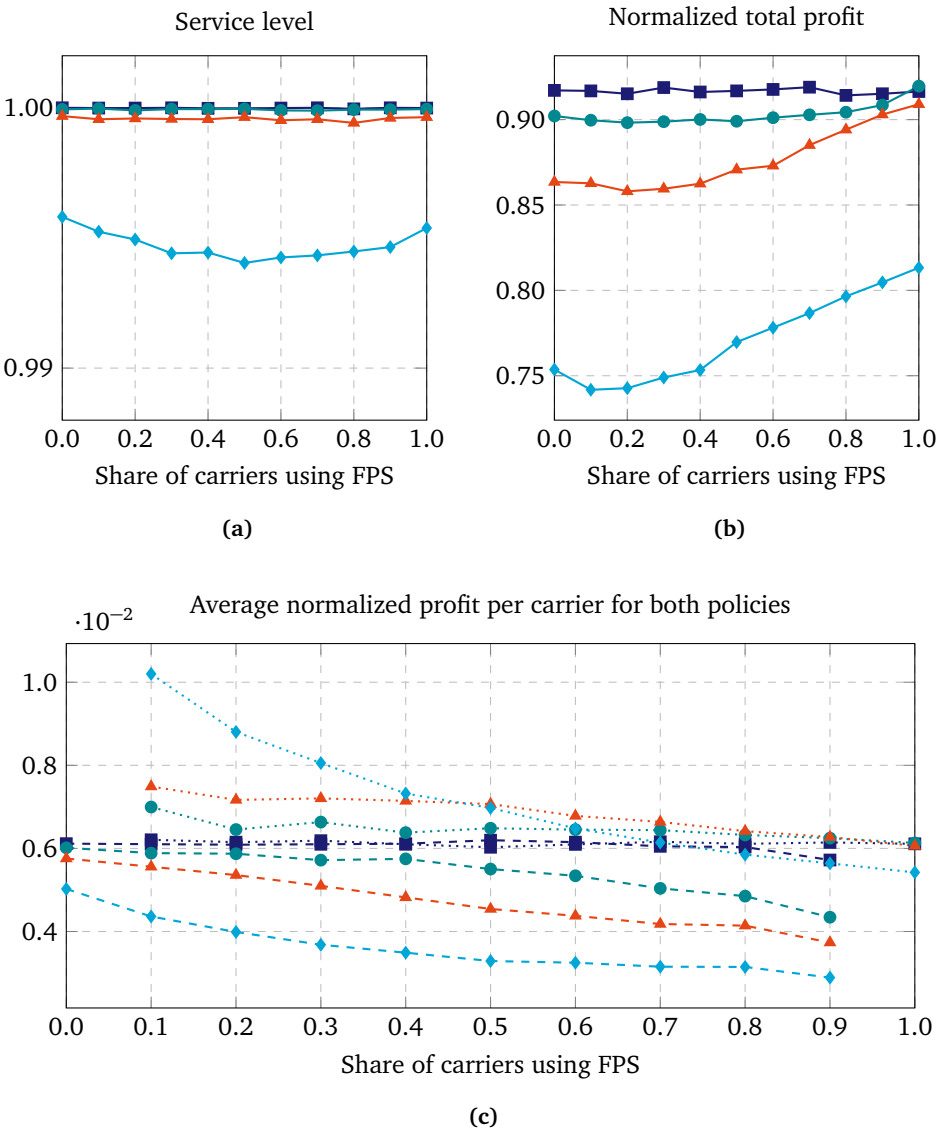 Service level
1.00
0.99
0.0 0.2 0.4 0.6 0.8 1.0
Share of carriers using FPS
(a)
Normalized total profit
0.90
0.85
0.80
0.75
0.0 0.2 0.4 0.6 0.8 1.0
Share of carriers using FPS
(b)
Average normalized profit per carrier for both policies
·10⁻²
1.0
0.8
0.6
0.4
0.0 0.1 0.2 0.3 0.4 0.5 0.6 0.7 0.8 0.9 1.0
Share of carriers using FPS
(c)